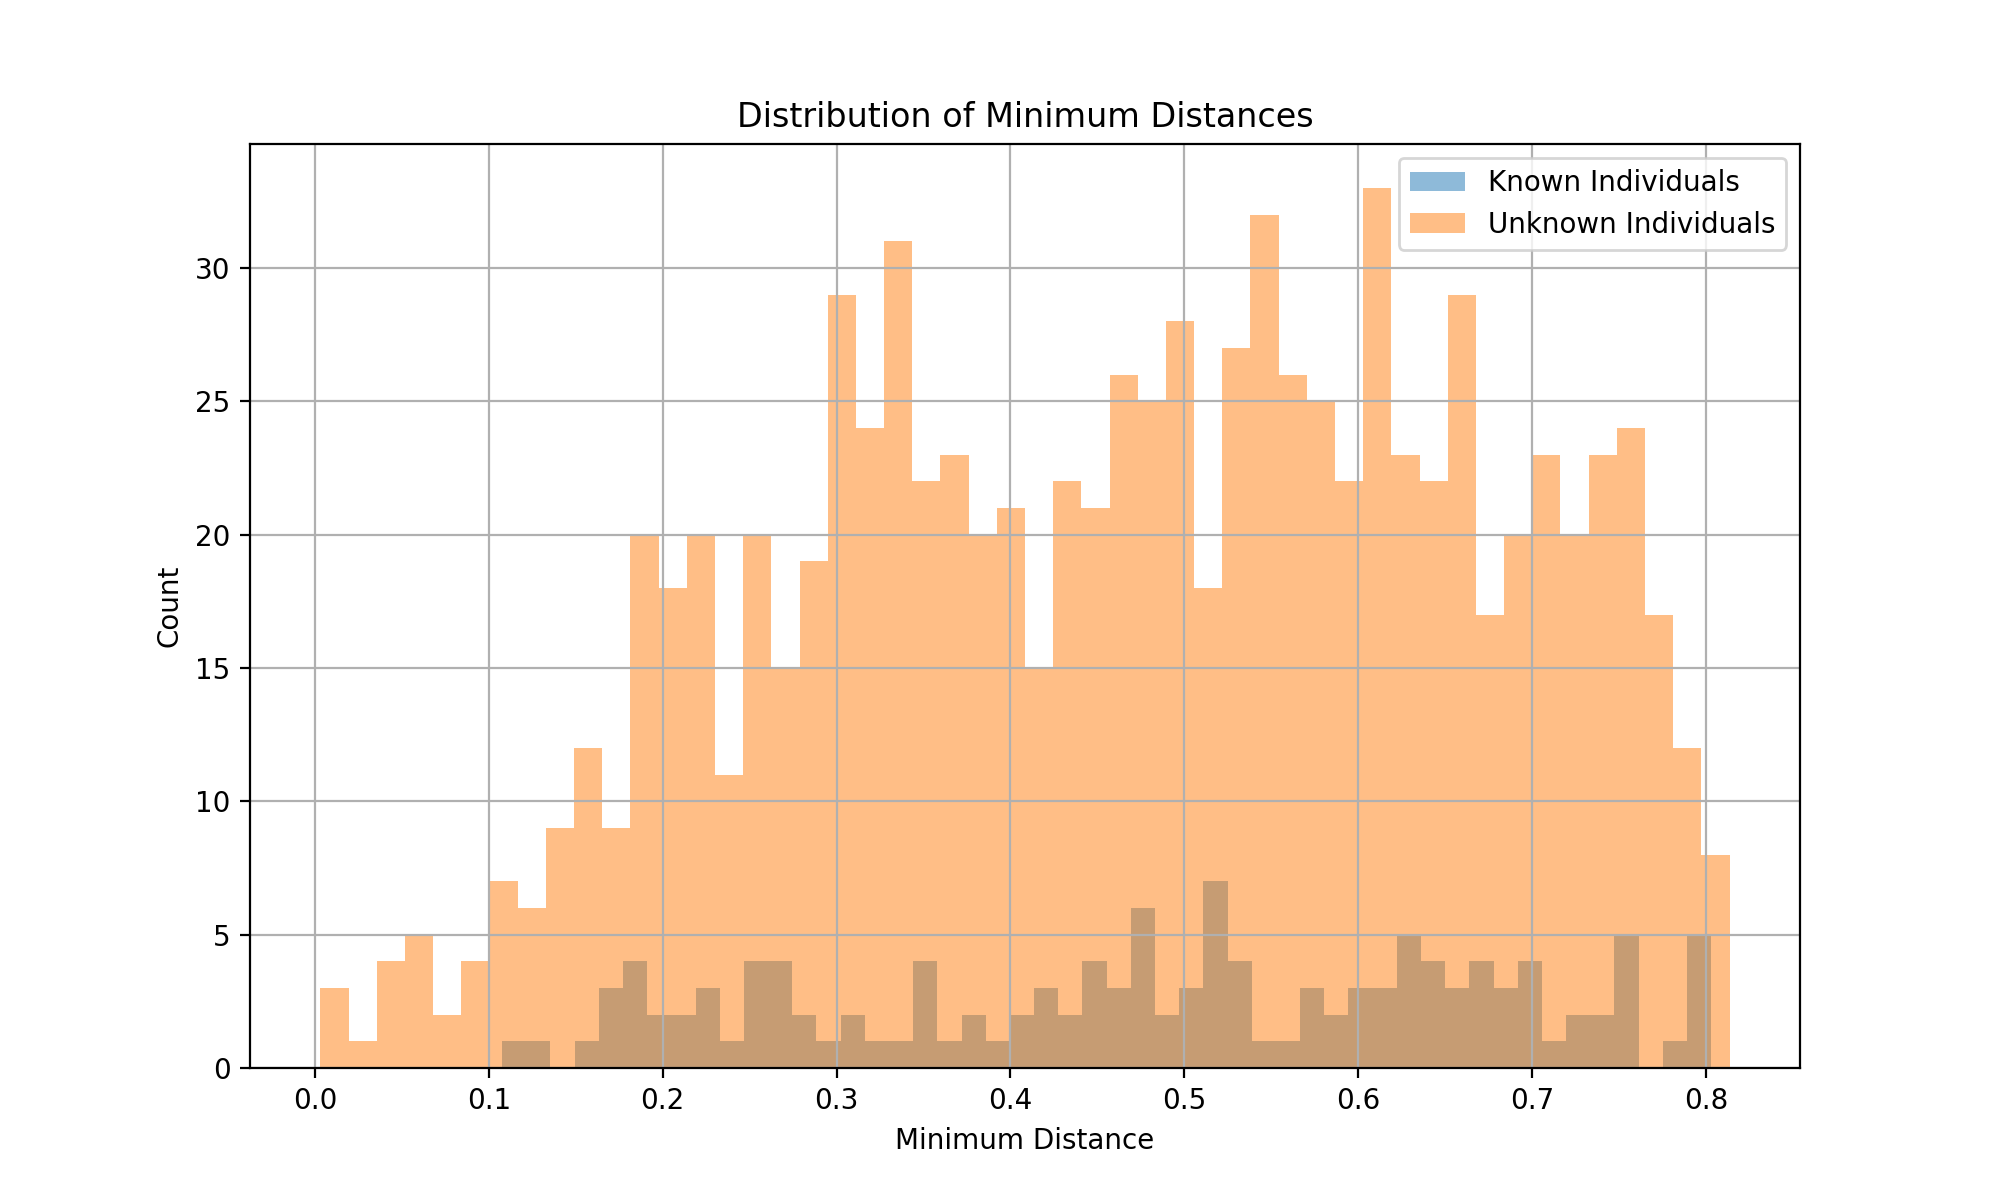 Distribution of Minimum Distances
Known Individuals
Unknown Individuals
30
25
20
15
10
5
0
Count
0.0 0.1 0.2 0.3 0.4 0.5 0.6 0.7 0.8
Minimum Distance